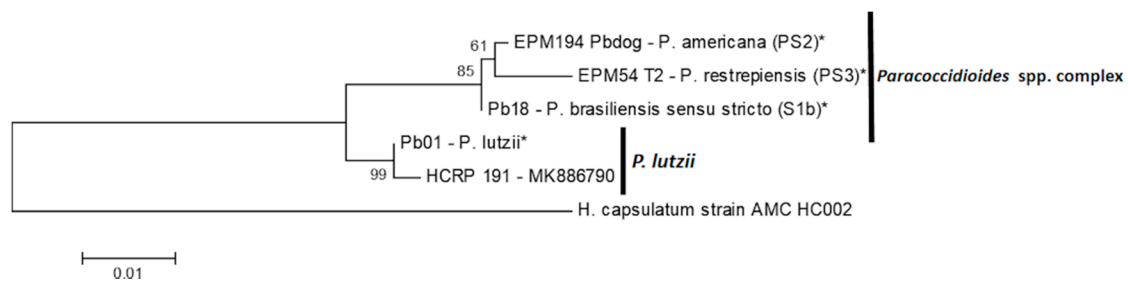 61
EPM194 Pbdog - P. americana (PS2)*
85
EPM54 T2 - P. restrepiensis (PS3)*
Paracoccidioides spp. complex
Pb18 - P. brasiliensis sensu stricto (S1b)*
Pb01 - P. lutzii*
P. lutzii
99
HCRP 191 - MK886790
H. capsulatum strain AMC HC002
0.01